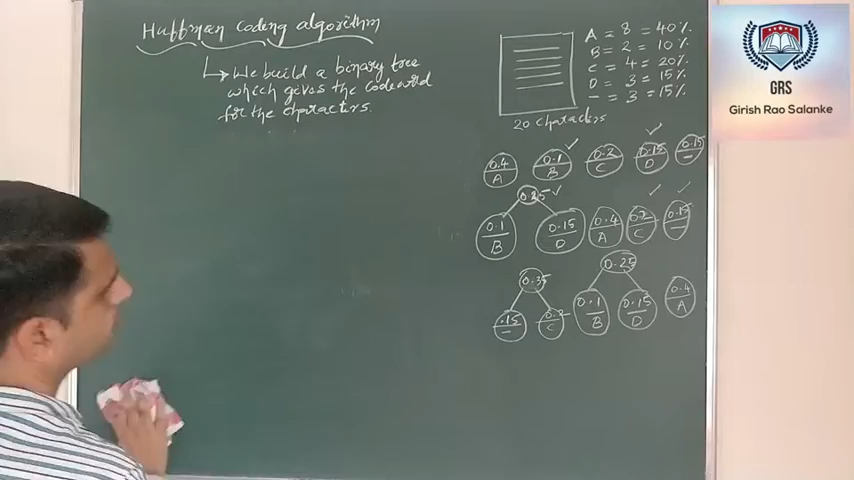 Huffman Coding algorithm
We build a binary tree
which gives the codeword
for the characters.
A = 8 = 40%.
B = 2 = 10%.
C = 4 = 20%.
D = 3 = 15%.
- = 3 = 15%.
20 Characters
0.4 A
0.1 B
0.2 C
0.15 D
0.15 -
0.25
0.1 B
0.15 D
0.4 A
0.2 C
0.15 -
0.35
.15 -
0.2 C
0.25
0.1 B
0.15 D
0.4 A
GRS
Girish Rao Salanke